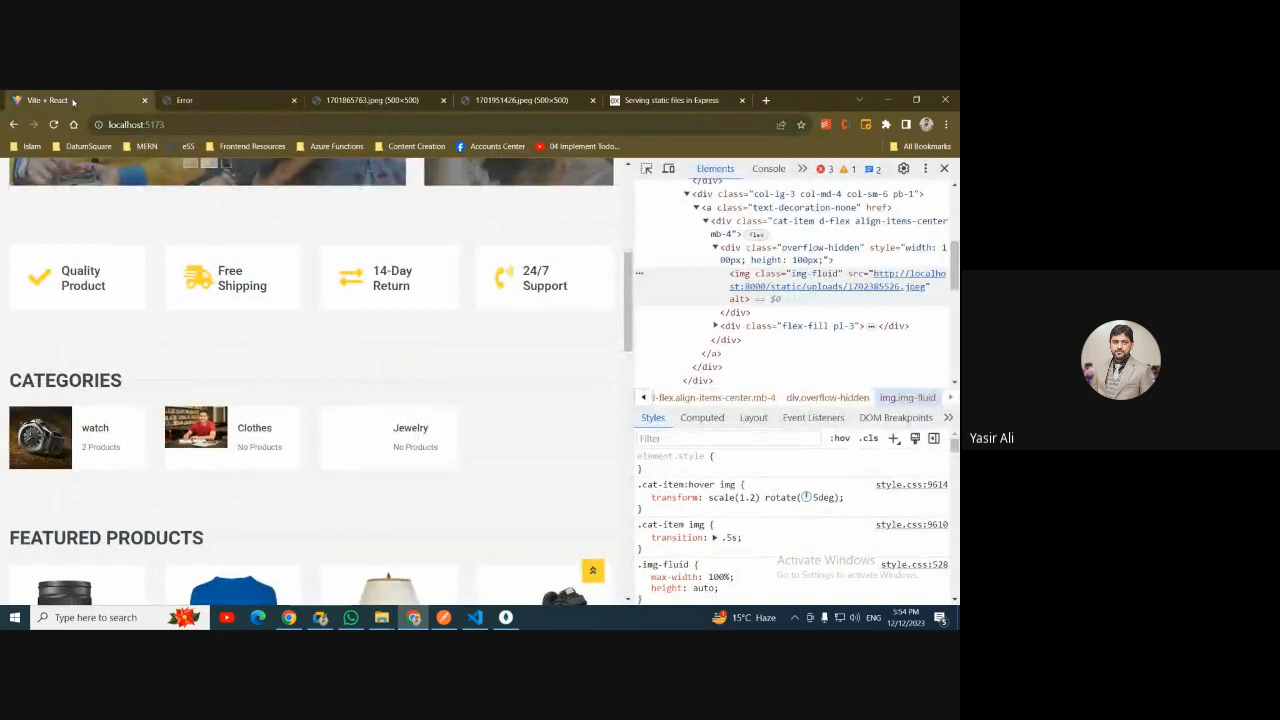 Vite + React
Error
1701865763.jpeg (500×500)
1701951426.jpeg (500×500)
Serving static files in Express
localhost:5173
Islam
DatumSquare
MERN
eSS
Frontend Resources
Azure Functions
Content Creation
Accounts Center
04 Implement Todo...
All Bookmarks
Quality
Product
Free
Shipping
14-Day
Return
24/7
Support
CATEGORIES
watch
2 Products
Clothes
No Products
Jewelry
No Products
FEATURED PRODUCTS
Elements
Console
3
1
2
</div>
<div class="col-lg-3 col-md-4 col-sm-6 pb-1">
<a class="text-decoration-none" href>
<div class="cat-item d-flex align-items-center
mb-4"> flex
<div class="overflow-hidden" style="width: 1
00px; height: 100px;">
<img class="img-fluid" src="http://localho
st:8000/static/uploads/1702385526.jpeg"
alt> == $0
</div>
<div class="flex-fill pl-3"> … </div>
</div>
</a>
</div>
</div>
l-flex.align-items-center.mb-4
div.overflow-hidden
img.img-fluid
Styles
Computed
Layout
Event Listeners
DOM Breakpoints
Filter
:hov
.cls
element.style {
}
.cat-item:hover img {
style.css:9614
transform: scale(1.2) rotate(5deg);
}
.cat-item img {
style.css:9610
transition: .5s;
}
.img-fluid {
style.css:528
max-width: 100%;
height: auto;
}
Activate Windows
Go to Settings to activate Windows.
Type here to search
15°C Haze
ENG
5:54 PM
12/12/2023
5
Yasir Ali